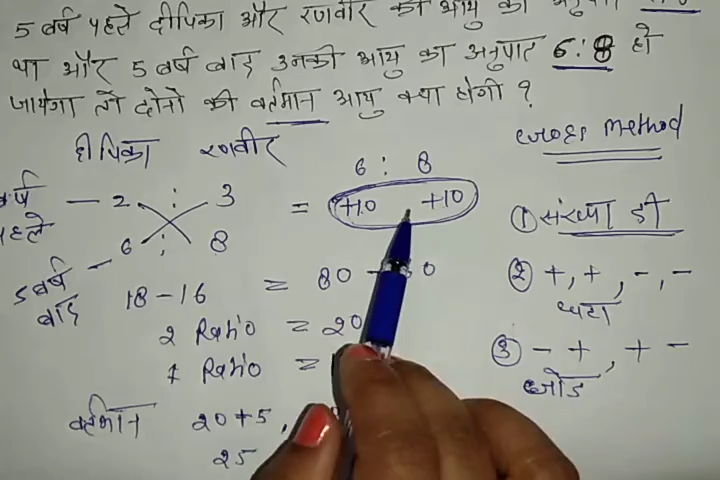 5 वर्ष पहले दीपिका और रणवीर की आयु का
था और 5 वर्ष बाद उनकी आयु का अनुपात 6:8 हो
जायेगा तो दोनो की वर्तमान आयु क्या होगी ?
दीपिका रणवीर
cross method
6 : 8
वर्ष पहले — 2 : 3 = +10 +10
5 वर्ष बाद — 6 : 8
① संख्या डी
18 - 16 = 80 - 0
② +, + , -, -
घटा
2 Ratio = 20
1 Ratio =
③ - + , + -
जोड
वर्तमान 20+5,
25